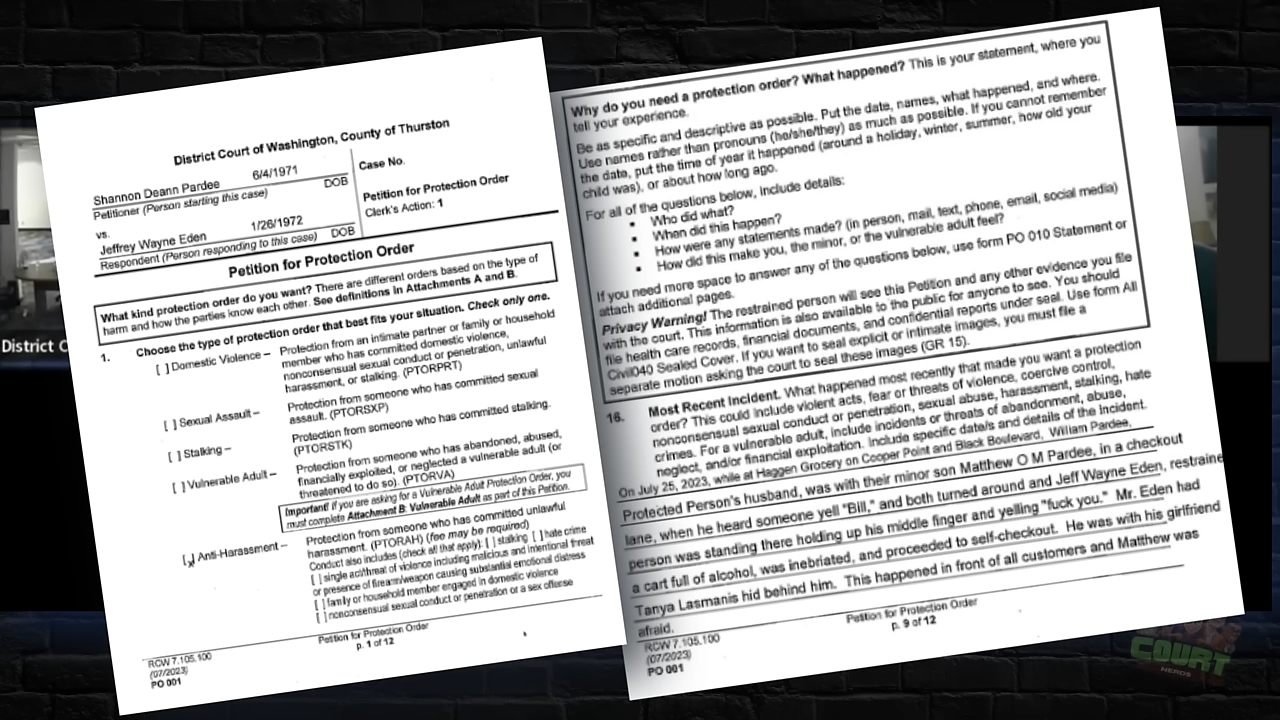 District Court of Washington, County of Thurston
Shannon Deann Pardee 6/4/1971
Petitioner (Person starting this case) DOB
vs.
Jeffrey Wayne Eden 1/26/1972
Respondent (Person responding to this case) DOB
Case No.
Petition for Protection Order
Clerk's Action: 1
Petition for Protection Order
What kind protection order do you want? There are different orders based on the type of
harm and how the parties know each other. See definitions in Attachments A and B.
1. Choose the type of protection order that best fits your situation. Check only one.
[ ] Domestic Violence – Protection from an intimate partner or family or household
member who has committed domestic violence,
nonconsensual sexual conduct or penetration, unlawful
harassment, or stalking. (PTORPRT)
[ ] Sexual Assault – Protection from someone who has committed sexual
assault. (PTORSXP)
[ ] Stalking – Protection from someone who has committed stalking.
(PTORSTK)
[ ] Vulnerable Adult – Protection from someone who has abandoned, abused,
financially exploited, or neglected a vulnerable adult (or
threatened to do so). (PTORVA)
Important! If you are asking for a Vulnerable Adult Protection Order, you
must complete Attachment B: Vulnerable Adult as part of this Petition.
[x] Anti-Harassment – Protection from someone who has committed unlawful
harassment. (PTORAH) (fee may be required)
Conduct also includes (check all that apply): [ ] stalking [ ] hate crime
[ ] single act/threat of violence including malicious and intentional threat
or presence of firearm/weapon causing substantial emotional distress
[ ] family or household member engaged in domestic violence
[ ] nonconsensual sexual conduct or penetration or a sex offense
RCW 7.105.100
(07/2023)
PO 001
Petition for Protection Order
p. 1 of 12
Why do you need a protection order? What happened? This is your statement, where you
tell your experience.
Be as specific and descriptive as possible. Put the date, names, what happened, and where.
Use names rather than pronouns (he/she/they) as much as possible. If you cannot remember
the date, put the time of year it happened (around a holiday, winter, summer, how old your
child was), or about how long ago.
For all of the questions below, include details:
• Who did what?
• When did this happen?
• How were any statements made? (in person, mail, text, phone, email, social media)
• How did this make you, the minor, or the vulnerable adult feel?
If you need more space to answer any of the questions below, use form PO 010 Statement or
attach additional pages.
Privacy Warning! The restrained person will see this Petition and any other evidence you file
with the court. This information is also available to the public for anyone to see. You should
file health care records, financial documents, and confidential reports under seal. Use form All
Civil040 Sealed Cover. If you want to seal explicit or intimate images, you must file a
separate motion asking the court to seal these images (GR 15).
16. Most Recent Incident. What happened most recently that made you want a protection
order? This could include violent acts, fear or threats of violence, coercive control,
nonconsensual sexual conduct or penetration, sexual abuse, harassment, stalking, hate
crimes. For a vulnerable adult, include incidents or threats of abandonment, abuse,
neglect, and/or financial exploitation. Include specific date/s and details of the incident.
On July 25, 2023, while at Haggen Grocery on Cooper Point and Black Boulevard, William Pardee,
Protected Person's husband, was with their minor son Matthew O M Pardee, in a checkout
lane, when he heard someone yell "Bill," and both turned around and Jeff Wayne Eden, restraine
person was standing there holding up his middle finger and yelling "fuck you." Mr. Eden had
a cart full of alcohol, was inebriated, and proceeded to self-checkout. He was with his girlfriend
Tanya Lasmanis hid behind him. This happened in front of all customers and Matthew was
afraid.
RCW 7.105.100
(07/2023)
PO 001
Petition for Protection Order
p. 9 of 12
District C
COURT
NERDS